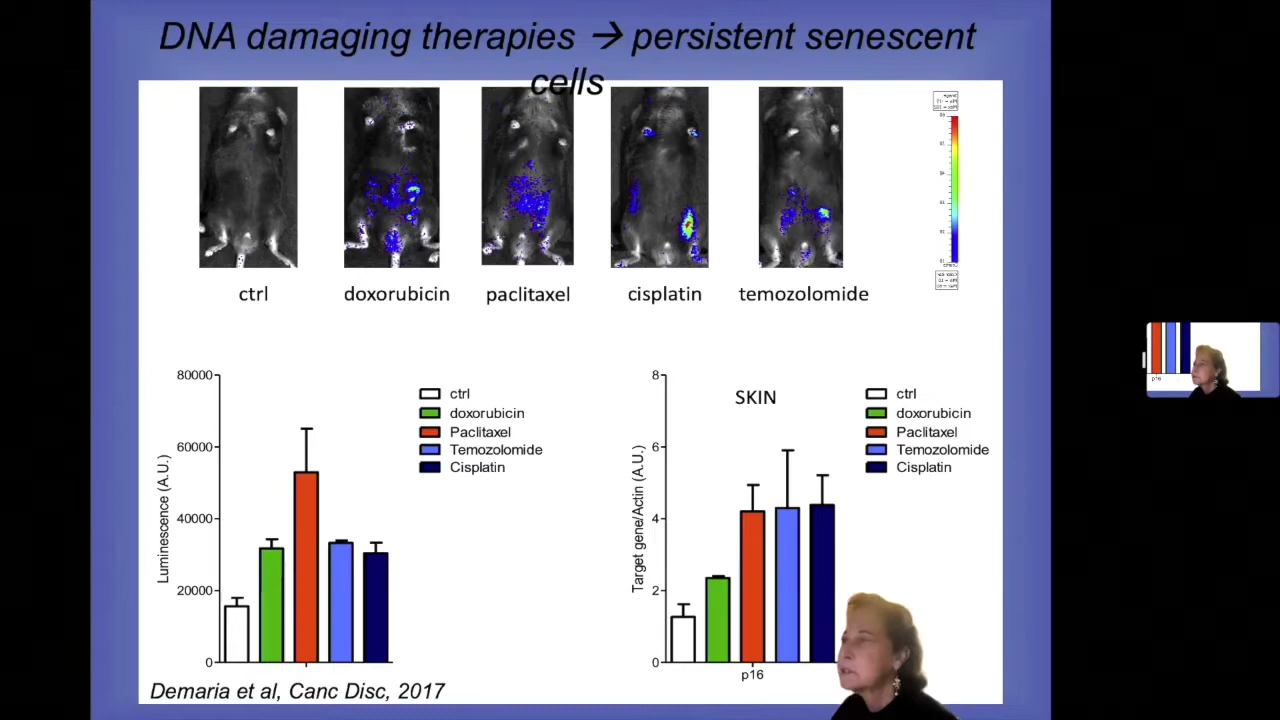 DNA damaging therapies → persistent senescent
cells
ctrl
doxorubicin
paclitaxel
cisplatin
temozolomide
80000
60000
40000
20000
0
Luminescence (A.U.)
ctrl
doxorubicin
Paclitaxel
Temozolomide
Cisplatin
8
6
4
2
0
Target gene/Actin (A.U.)
SKIN
p16
ctrl
doxorubicin
Paclitaxel
Temozolomide
Cisplatin
Demaria et al, Canc Disc, 2017
p16